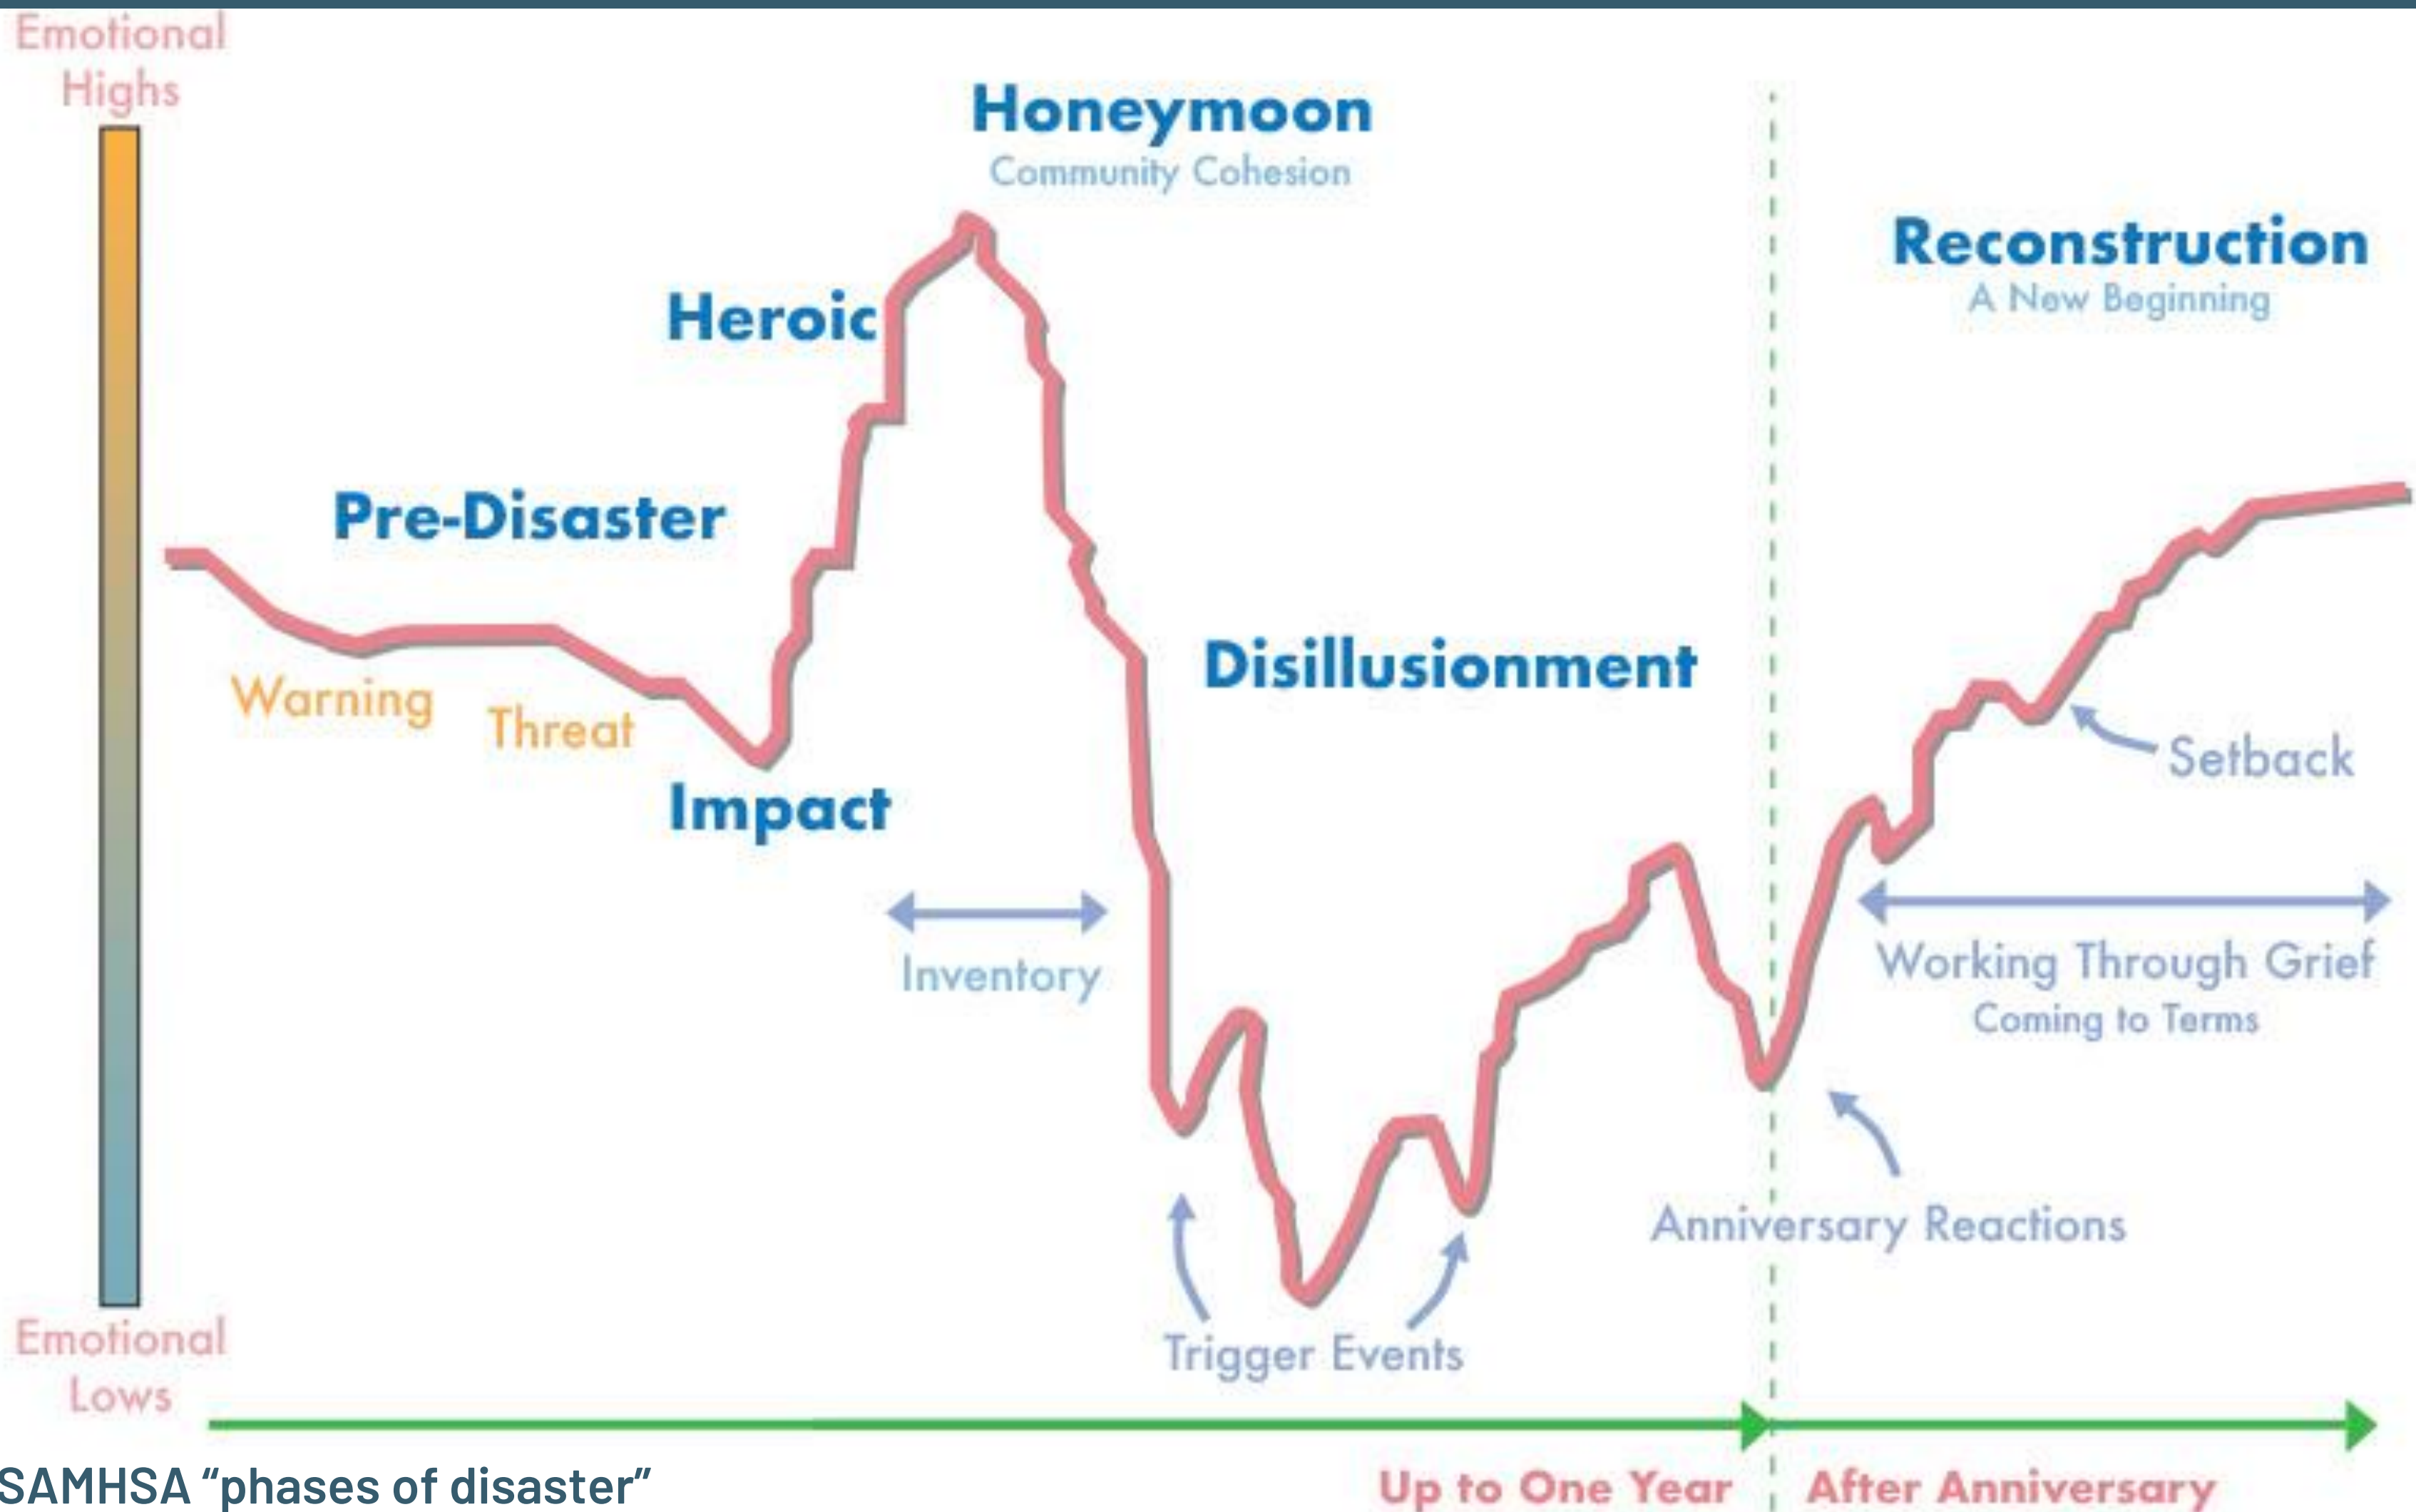 Emotional
Highs
Honeymoon
Community Cohesion
Reconstruction
A New Beginning
Heroic
Pre-Disaster
Disillusionment
Warning
Threat
Setback
Impact
Inventory
Working Through Grief
Coming to Terms
Anniversary Reactions
Trigger Events
Emotional
Lows
SAMHSA “phases of disaster”
Up to One Year
After Anniversary